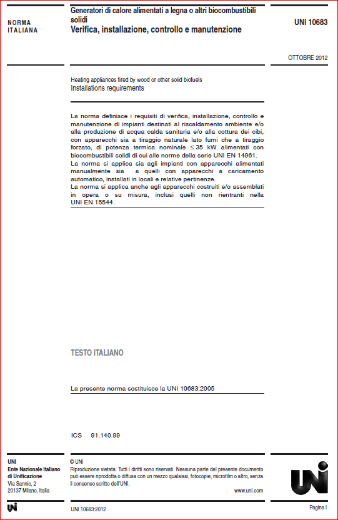 NORMA
ITALIANA
Generatori di calore alimentati a legna o altri biocombustibili
solidi
Verifica, installazione, controllo e manutenzione
UNI 10683
OTTOBRE 2012
Heating appliances fired by wood or other solid biofuels
Installations requirements
La norma definisce i requisiti di verifica, installazione, controllo e
manutenzione di impianti destinati al riscaldamento ambiente e/o
alla produzione di acqua calda sanitaria e/o alla cottura dei cibi,
con apparecchi sia a tiraggio naturale lato fumi che a tiraggio
forzato, di potenza termica nominale ≤35 kW alimentati con
biocombustibili solidi di cui alle norme della serie UNI EN 14961.
La norma si applica sia agli impianti con apparecchi alimentati
manualmente sia a quelli con apparecchi a caricamento
automatico, installati in locali e relative pertinenze.
La norma si applica anche agli apparecchi costruiti e/o assemblati
in opera o su misura, inclusi quelli non rientranti nella
UNI EN 15544.
TESTO ITALIANO
La presente norma sostituisce la UNI 10683:2005
ICS 91.140.99
UNI
Ente Nazionale Italiano
di Unificazione
Via Sannio, 2
20137 Milano, Italia
© UNI
Riproduzione vietata. Tutti i diritti sono riservati. Nessuna parte del presente documento
può essere riprodotta o diffusa con un mezzo qualsiasi, fotocopie, microfilm o altro, senza
il consenso scritto dell'UNI.
www.uni.com
UNI
UNI
UNI 10683:2012
Pagina I